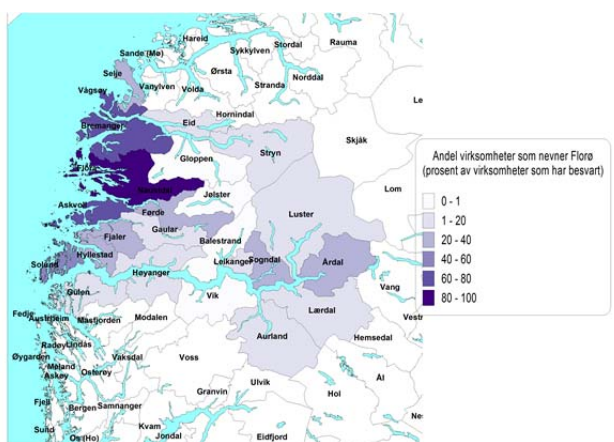 Hareid
Stordal
Rauma
Sande (Mø)
Sykkylven
Ørsta
Norddal
Selje
Vanylven
Volda
Stranda
Vågsøy
Hornindal
Bremanger
Eid
Skjåk
Gloppen
Stryn
Lom
Jølster
Askvoll
Førde
Luster
Gaular
Fjaler
Balestrand
Hyllestad
Leikanger
Sogndal
Årdal
Solund
Høyanger
Vik
Vang
Gulen
Lærdal
Fedje
Austrheim
Masfjorden
Modalen
Aurland
Hemsedal
Radøy
Lindås
Øygarden
Vaksdal
Voss
Meland
Osterøy
Askøy
Ål
Ulvik
Granvin
Hol
Fjell
Bergen
Samnanger
Sund
Kvam
Os (Ho)
Jondal
Eidfjord
Andel virksomheter som nevner Florø
(prosent av virksomheter som har besvart)
0 - 1
1 - 20
20 - 40
40 - 60
60 - 80
80 - 100